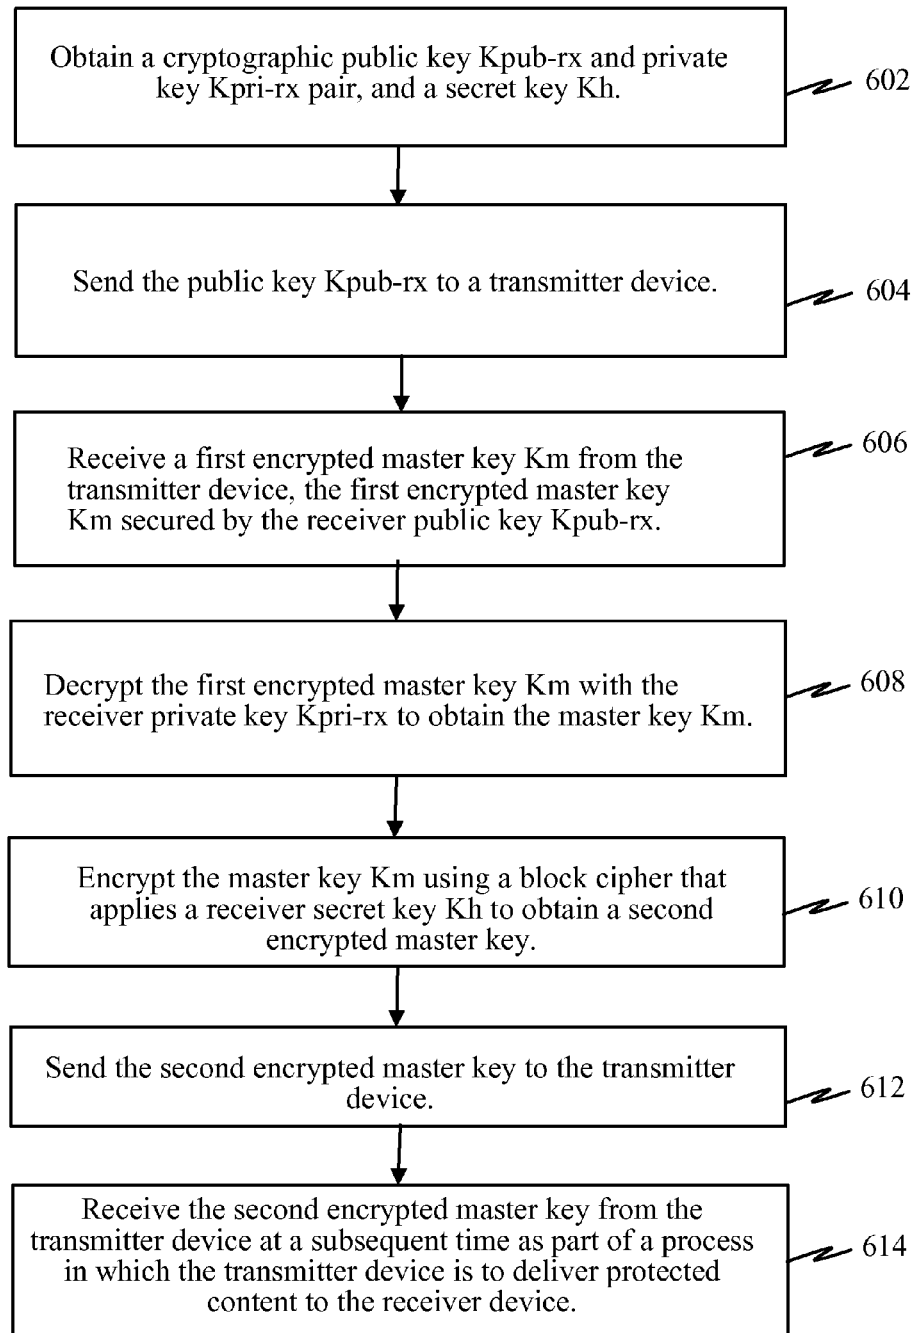 Obtain a cryptographic public key Kpub-rx and private
key Kpri-rx pair, and a secret key Kh.
602
Send the public key Kpub-rx to a transmitter device.
604
Receive a first encrypted master key Km from the
transmitter device, the first encrypted master key
Km secured by the receiver public key Kpub-rx.
606
Decrypt the first encrypted master key Km with the
receiver private key Kpri-rx to obtain the master key Km.
608
Encrypt the master key Km using a block cipher that
applies a receiver secret key Kh to obtain a second
encrypted master key.
610
Send the second encrypted master key to the transmitter
device.
612
Receive the second encrypted master key from the
transmitter device at a subsequent time as part of a process
in which the transmitter device is to deliver protected
content to the receiver device.
614